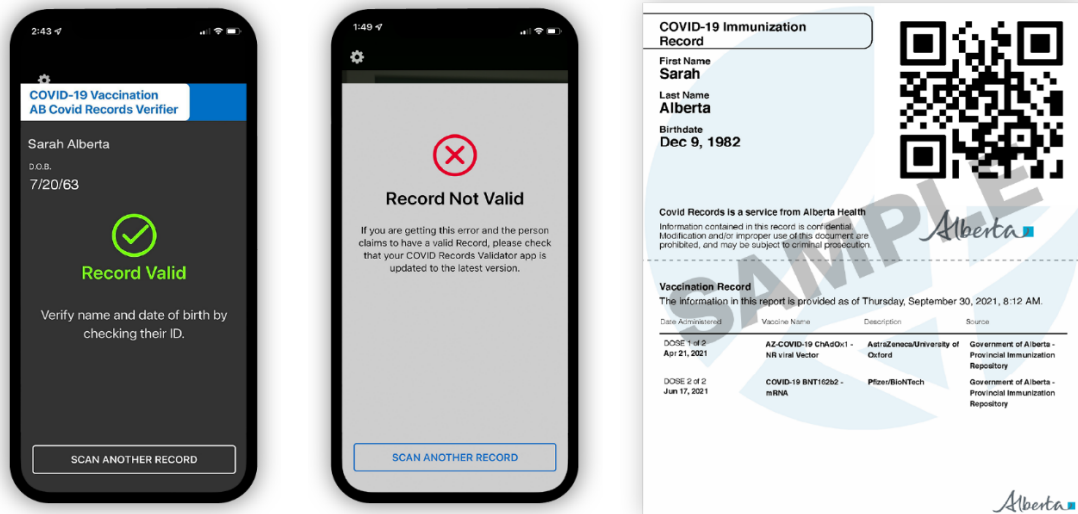 2:43
COVID-19 Vaccination
AB Covid Records Verifier
Sarah Alberta
D.O.B.
7/20/63
Record Valid
Verify name and date of birth by
checking their ID.
SCAN ANOTHER RECORD
1:49
Record Not Valid
If you are getting this error and the person
claims to have a valid Record, please check
that your COVID Records Validator app is
updated to the latest version.
SCAN ANOTHER RECORD
COVID-19 Immunization
Record
First Name
Sarah
Last Name
Alberta
Birthdate
Dec 9, 1982
Covid Records is a service from Alberta Health
Information contained in this record is confidential.
Modification and/or improper use of this document are
prohibited, and may be subject to criminal prosecution.
Alberta
SAMPLE
Vaccination Record
The information in this report is provided as of Thursday, September 30, 2021, 8:12 AM.
Date Administered Vaccine Name Description Source
DOSE 1 of 2 AZ-COVID-19 ChAdOx1 - AstraZeneca/University of Government of Alberta -
Apr 21, 2021 NR viral Vector Oxford Provincial Immunization
Repository
DOSE 2 of 2 COVID-19 BNT162b2 - Pfizer/BioNTech Government of Alberta -
Jun 17, 2021 mRNA Provincial Immunization
Repository
Alberta